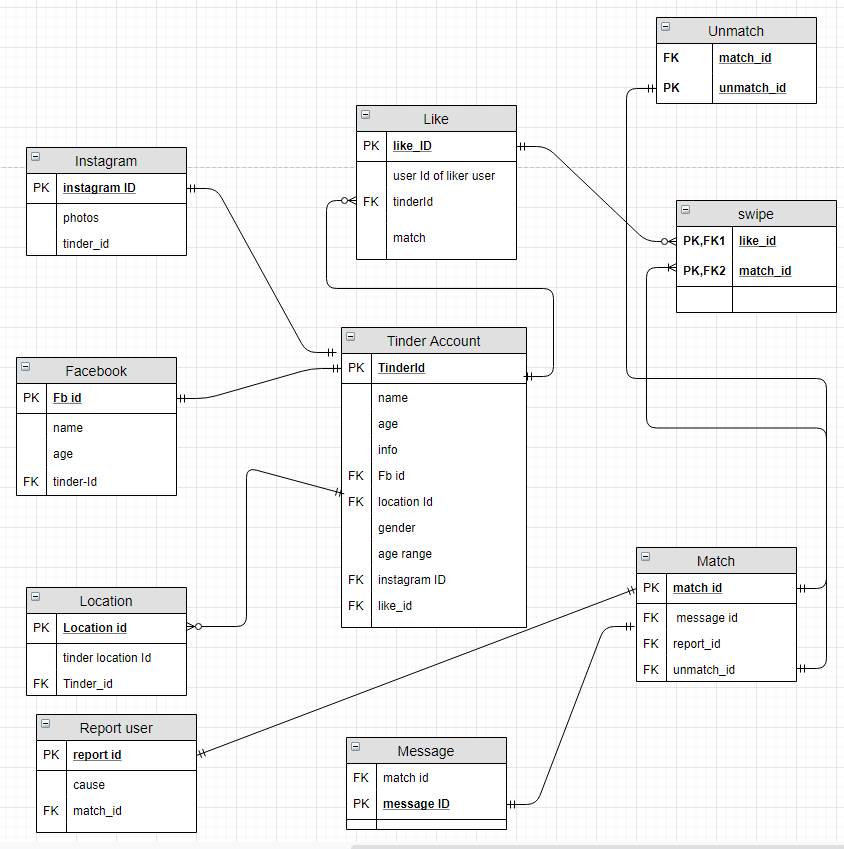 Unmatch
FK match_id
PK unmatch_id
Like
PK like_ID
user Id of liker user
FK tinderId
match
Instagram
PK instagram ID
photos
tinder_id
swipe
PK,FK1 like_id
PK,FK2 match_id
Tinder Account
PK TinderId
name
age
info
FK Fb id
FK location Id
gender
age range
FK instagram ID
FK like_id
Facebook
PK Fb id
name
age
FK tinder-Id
Match
PK match id
FK message id
FK report_id
FK unmatch_id
Location
PK Location id
tinder location Id
FK Tinder_id
Report user
PK report id
cause
FK match_id
Message
FK match id
PK message ID